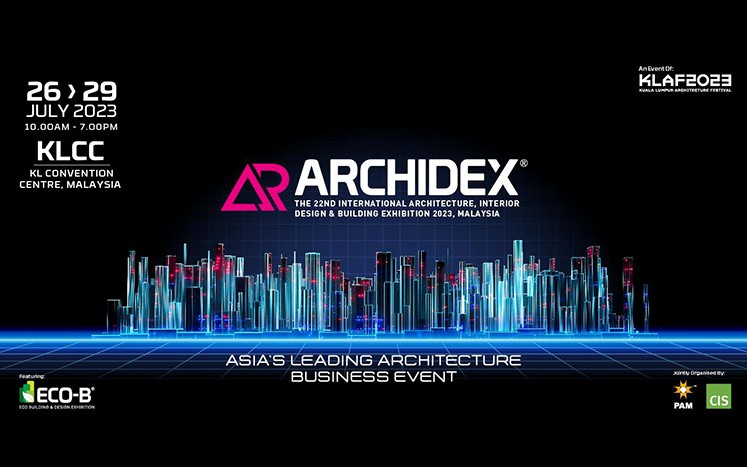 26 > 29
JULY 2023
10.00AM - 7.00PM
KLCC
KL CONVENTION
CENTRE, MALAYSIA
An Event Of:
KLAF2023
KUALA LUMPUR ARCHITECTURE FESTIVAL
AR ARCHIDEX®
THE 22ND INTERNATIONAL ARCHITECTURE, INTERIOR
DESIGN & BUILDING EXHIBITION 2023, MALAYSIA
ASIA'S LEADING ARCHITECTURE
BUSINESS EVENT
Featuring:
ECO-B®
ECO BUILDING & DESIGN EXHIBITION
Jointly Organised By:
PAM
CIS